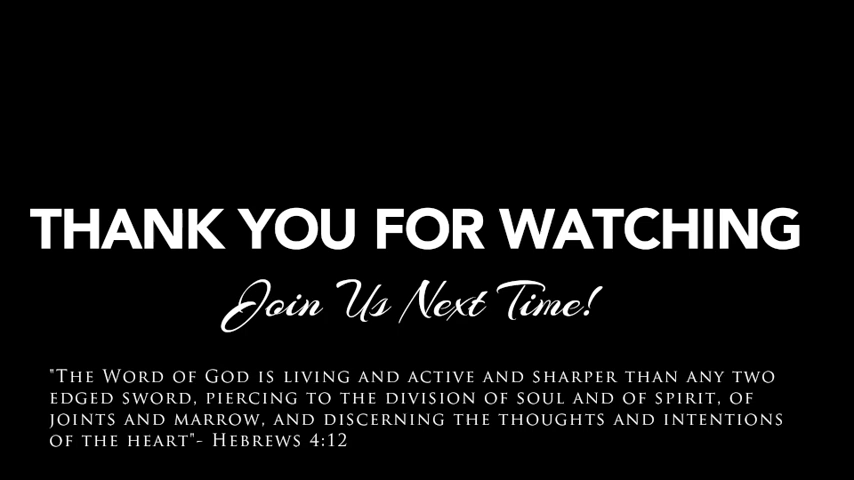 THANK YOU FOR WATCHING
Join Us Next Time!
"The Word of God is living and active and sharper than any two
edged sword, piercing to the division of soul and of spirit, of
joints and marrow, and discerning the thoughts and intentions
of the heart"- Hebrews 4:12